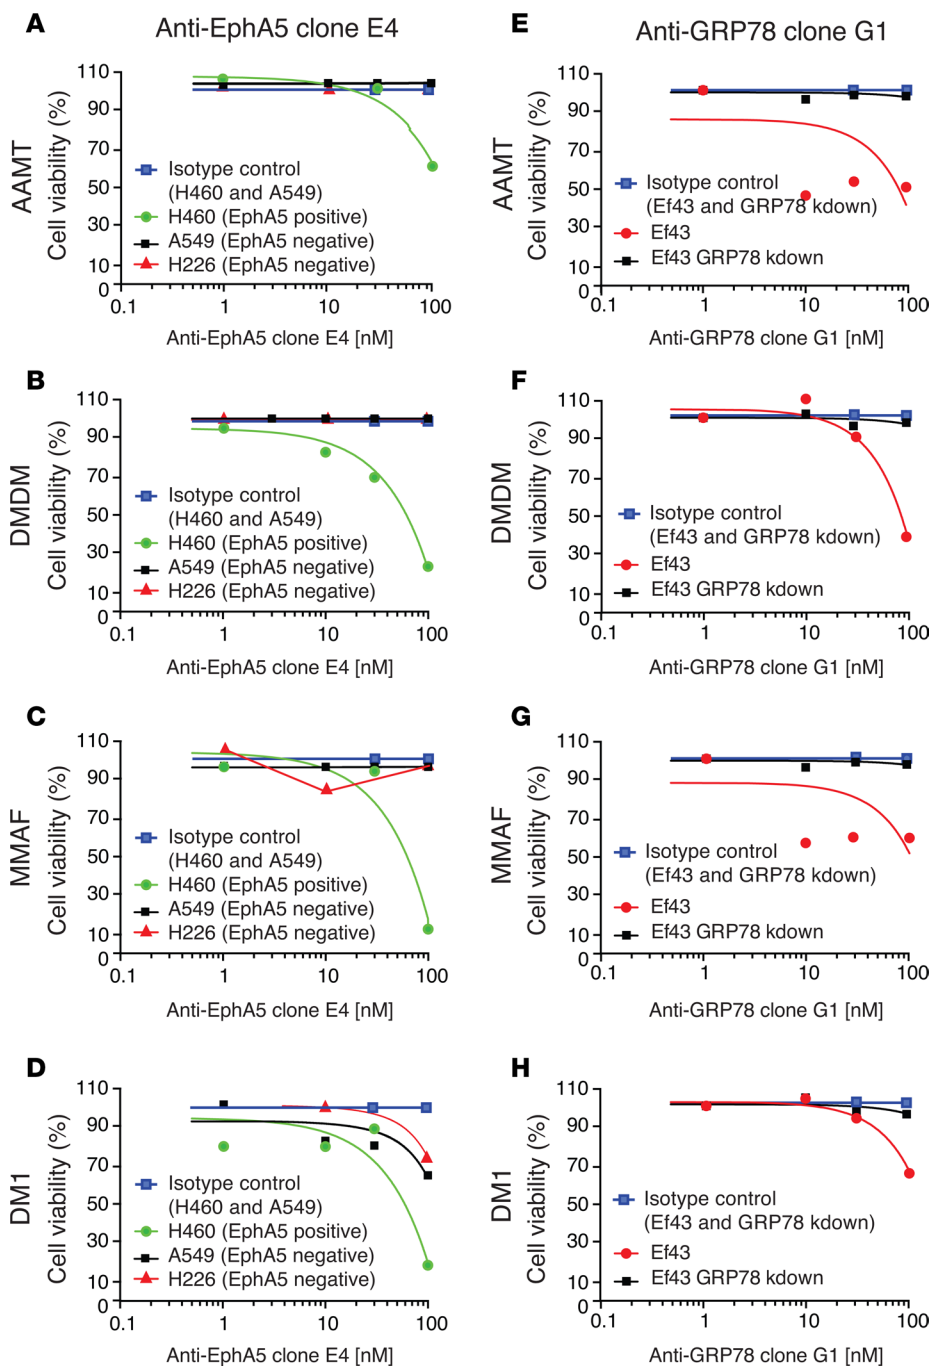 A
Anti-EphA5 clone E4
AAMT
Cell viability (%)
110
90
70
50
30
10
0
Isotype control
(H460 and A549)
H460 (EphA5 positive)
A549 (EphA5 negative)
H226 (EphA5 negative)
0.1
1
10
100
Anti-EphA5 clone E4 [nM]
B
DMDM
Cell viability (%)
110
90
70
50
30
10
0
Isotype control
(H460 and A549)
H460 (EphA5 positive)
A549 (EphA5 negative)
H226 (EphA5 negative)
0.1
1
10
100
Anti-EphA5 clone E4 [nM]
C
MMAF
Cell viability (%)
110
90
70
50
30
10
0
Isotype control
(H460 and A549)
H460 (EphA5 positive)
A549 (EphA5 negative)
H226 (EphA5 negative)
0.1
1
10
100
Anti-EphA5 clone E4 [nM]
D
DM1
Cell viability (%)
110
90
70
50
30
10
0
Isotype control
(H460 and A549)
H460 (EphA5 positive)
A549 (EphA5 negative)
H226 (EphA5 negative)
0.1
1
10
100
Anti-EphA5 clone E4 [nM]
E
Anti-GRP78 clone G1
AAMT
Cell viability (%)
110
90
70
50
30
10
0
Isotype control
(Ef43 and GRP78 kdown)
Ef43
Ef43 GRP78 kdown
0.1
1
10
100
Anti-GRP78 clone G1 [nM]
F
DMDM
Cell viability (%)
110
90
70
50
30
10
0
Isotype control
(Ef43 and GRP78 kdown)
Ef43
Ef43 GRP78 kdown
0.1
1
10
100
Anti-GRP78 clone G1 [nM]
G
MMAF
Cell viability (%)
110
90
70
50
30
10
0
Isotype control
(Ef43 and GRP78 kdown)
Ef43
Ef43 GRP78 kdown
0.1
1
10
100
Anti-GRP78 clone G1 [nM]
H
DM1
Cell viability (%)
110
90
70
50
30
10
0
Isotype control
(Ef43 and GRP78 kdown)
Ef43
Ef43 GRP78 kdown
0.1
1
10
100
Anti-GRP78 clone G1 [nM]